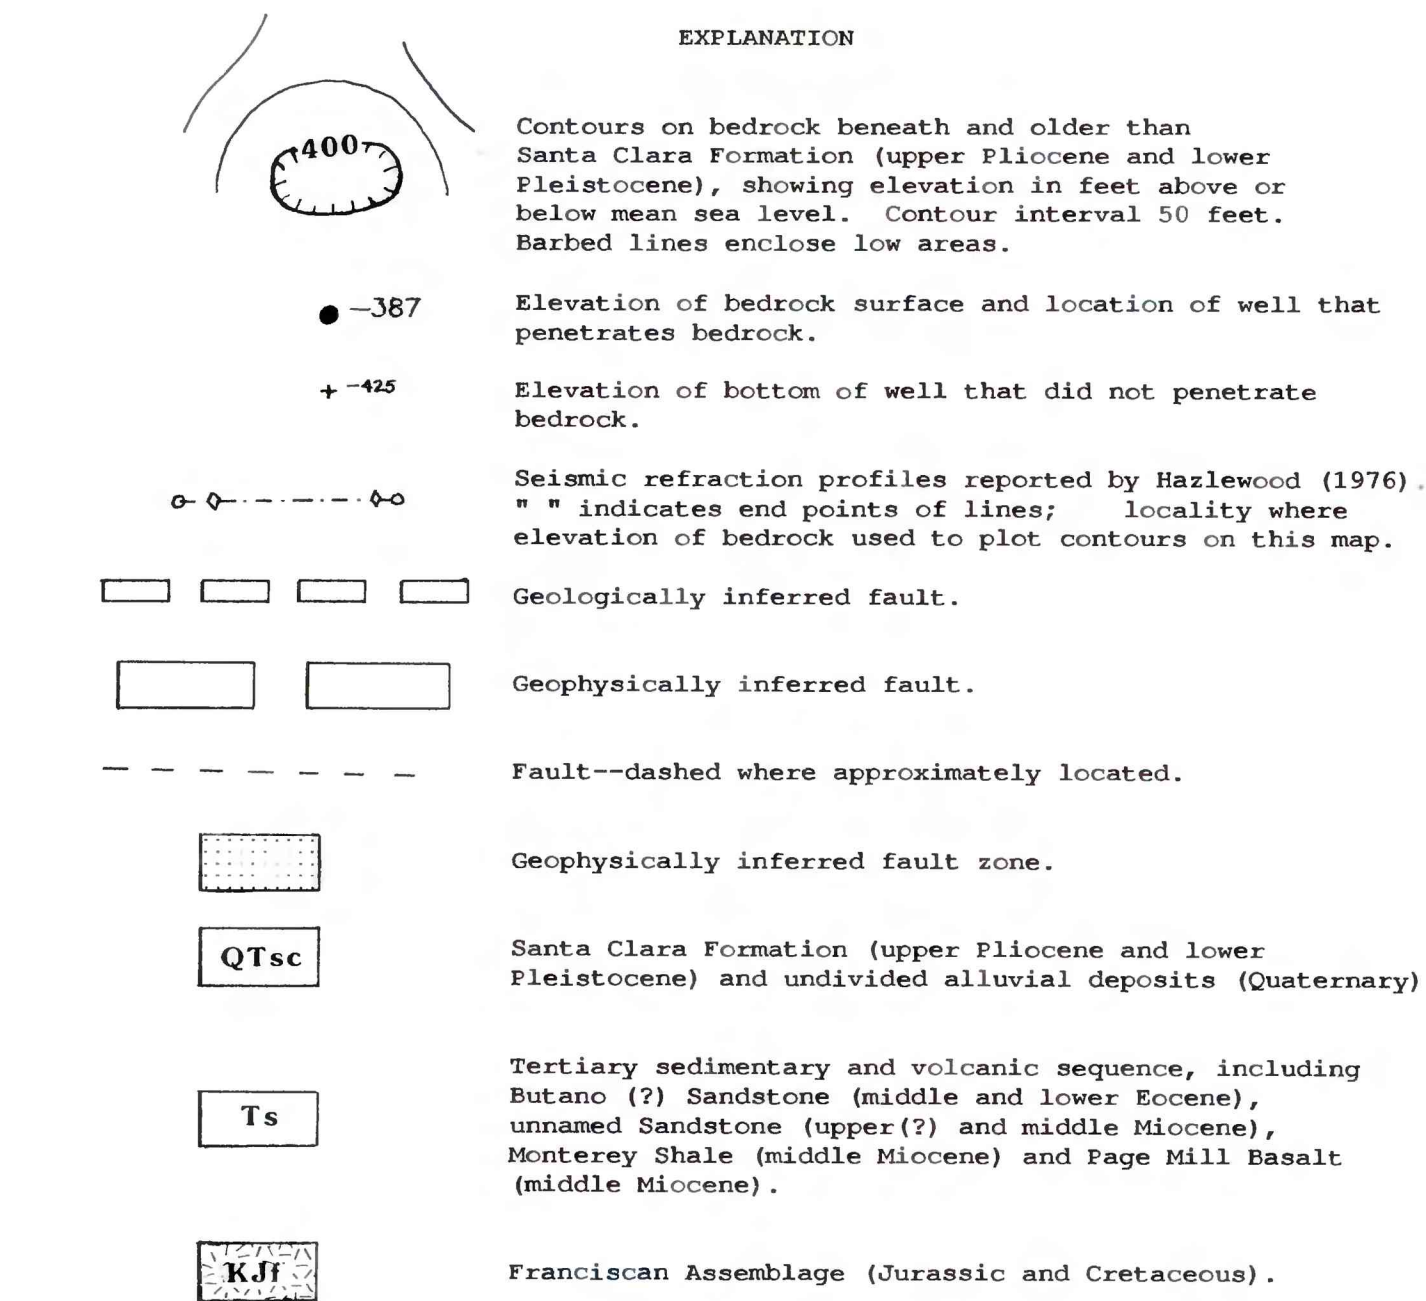 EXPLANATION
400
Contours on bedrock beneath and older than
Santa Clara Formation (upper Pliocene and lower
Pleistocene), showing elevation in feet above or
below mean sea level. Contour interval 50 feet.
Barbed lines enclose low areas.
-387
Elevation of bedrock surface and location of well that
penetrates bedrock.
-425
Elevation of bottom of well that did not penetrate
bedrock.
Seismic refraction profiles reported by Hazlewood (1976).
" " indicates end points of lines; locality where
elevation of bedrock used to plot contours on this map.
Geologically inferred fault.
Geophysically inferred fault.
Fault--dashed where approximately located.
Geophysically inferred fault zone.
QTsc
Santa Clara Formation (upper Pliocene and lower
Pleistocene) and undivided alluvial deposits (Quaternary)
Ts
Tertiary sedimentary and volcanic sequence, including
Butano (?) Sandstone (middle and lower Eocene),
unnamed Sandstone (upper(?) and middle Miocene),
Monterey Shale (middle Miocene) and Page Mill Basalt
(middle Miocene).
KJf
Franciscan Assemblage (Jurassic and Cretaceous).